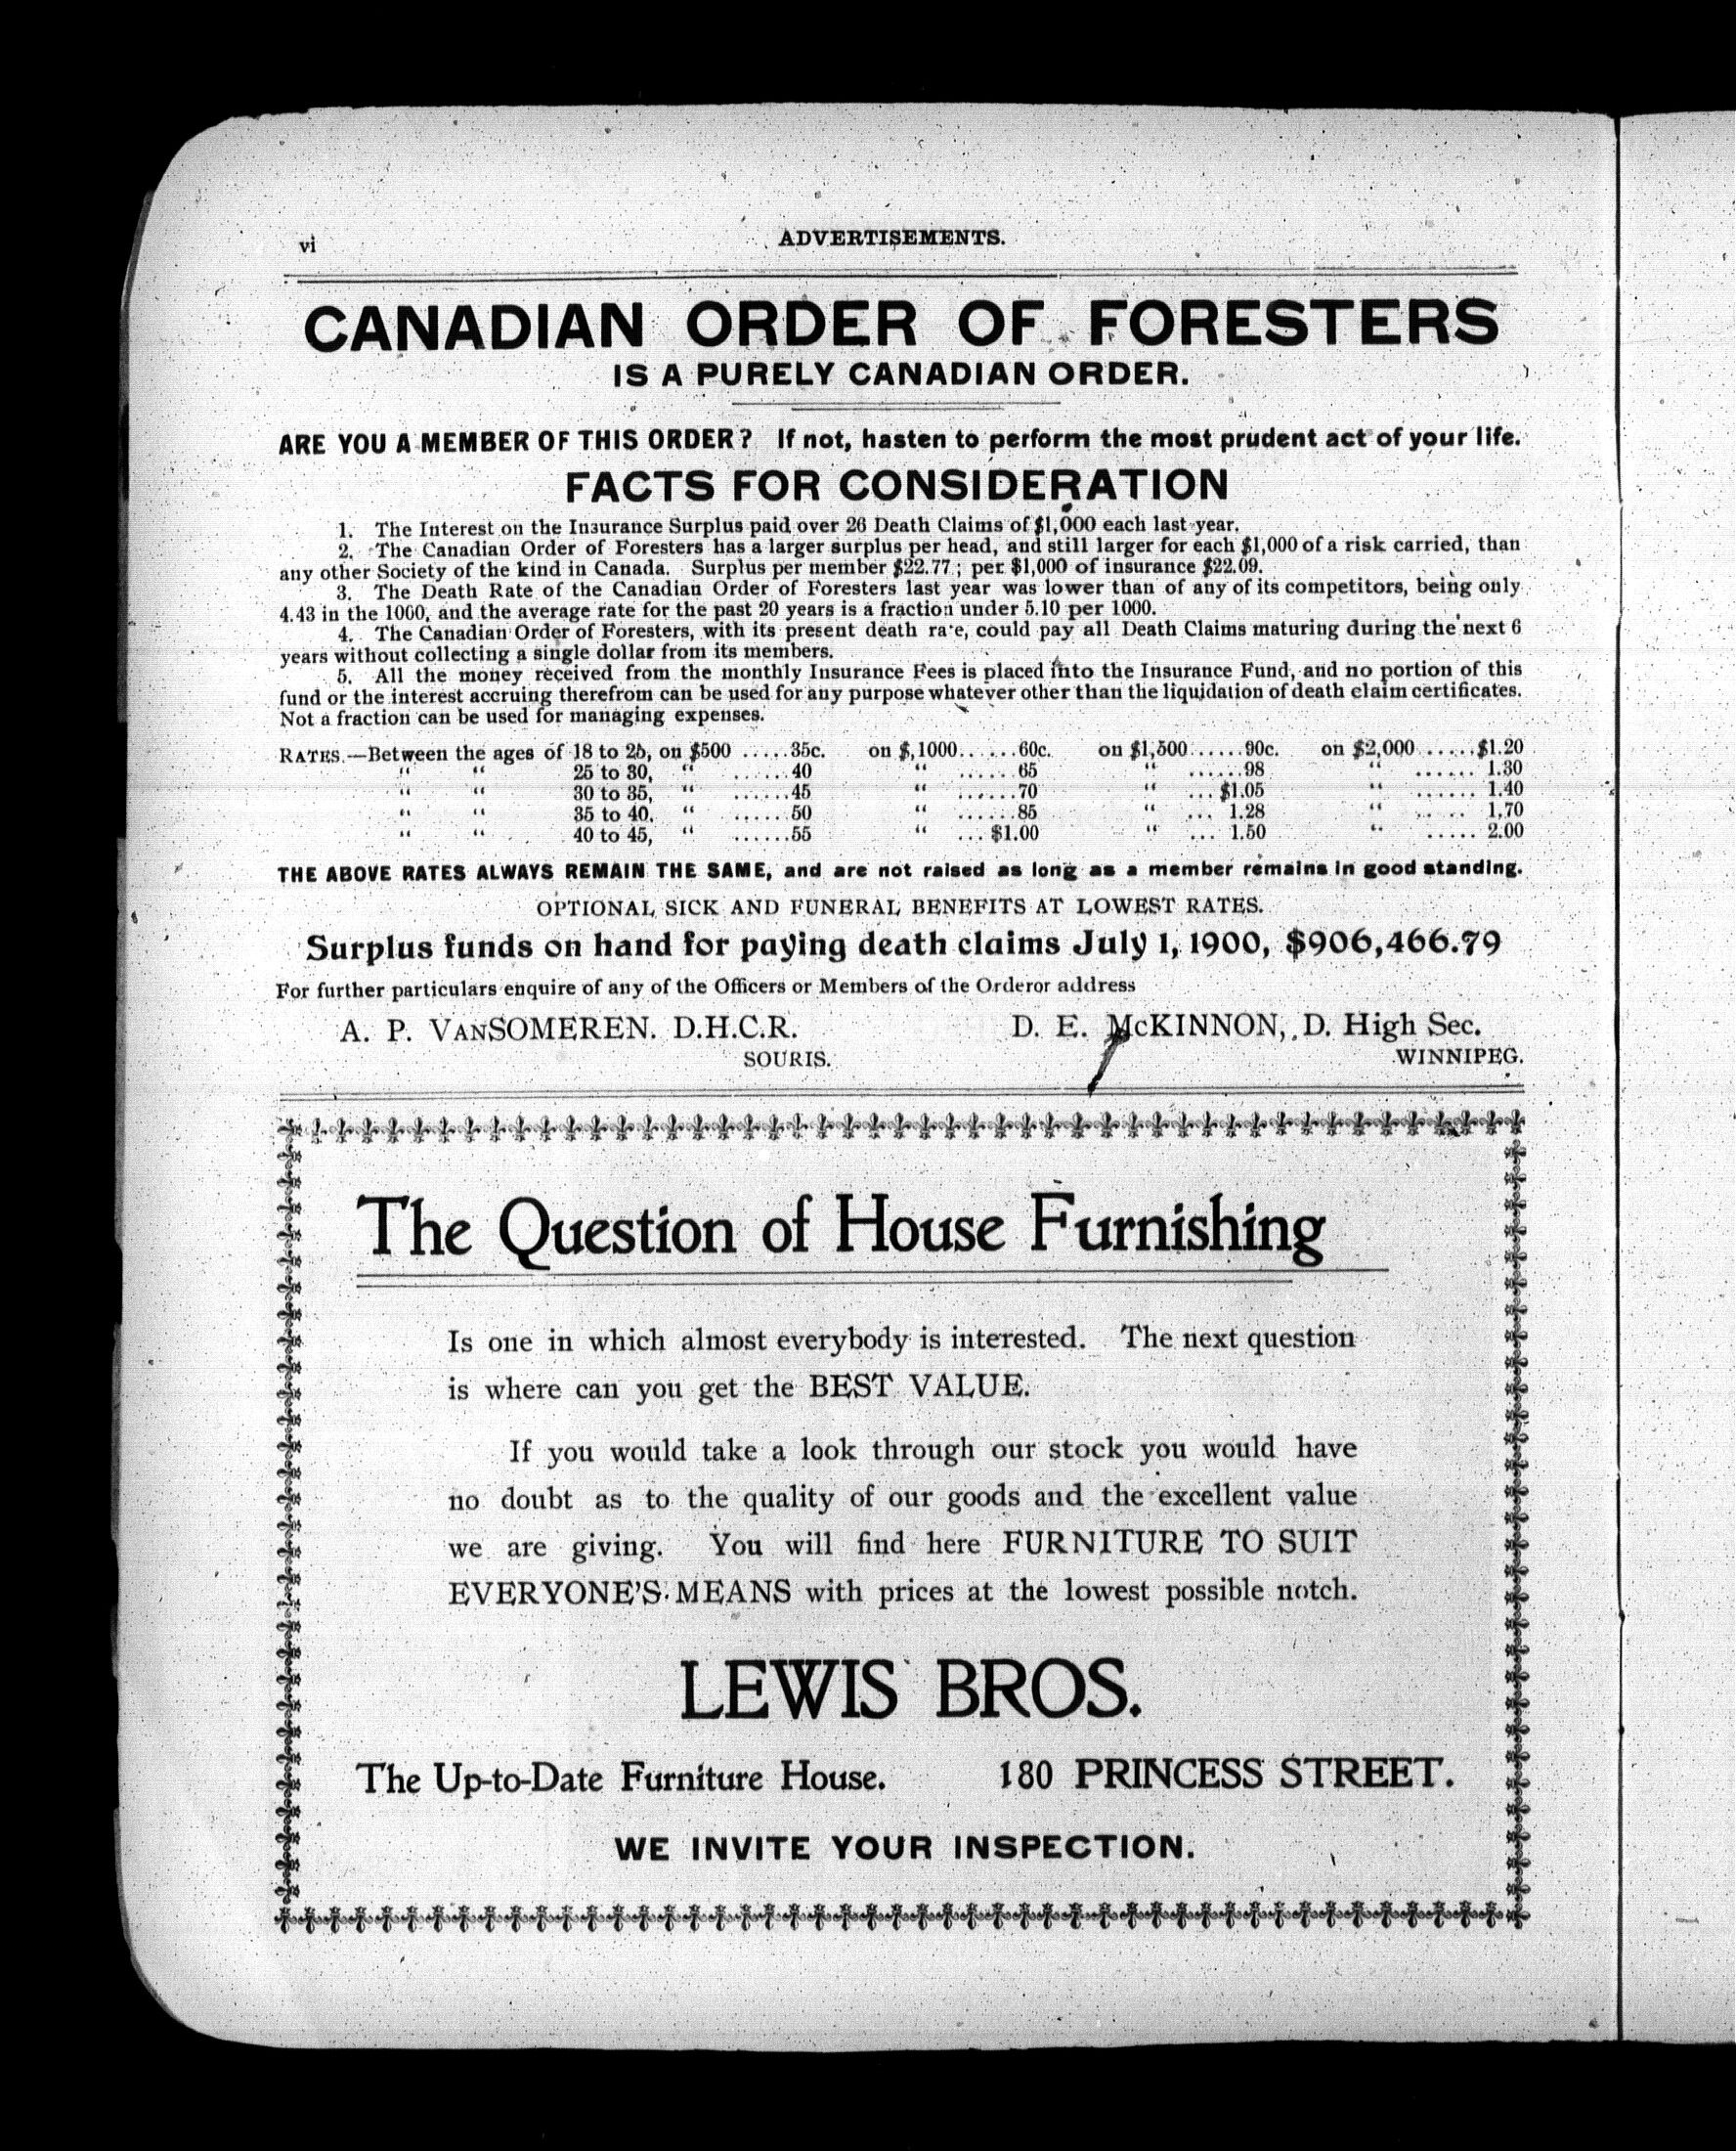 vi
ADVERTISEMENTS.
CANADIAN ORDER OF FORESTERS
IS A PURELY CANADIAN ORDER.
ARE YOU A MEMBER OF THIS ORDER? If not, hasten to perform the most prudent act of your life.
FACTS FOR CONSIDERATION
1. The Interest on the Insurance Surplus paid over 26 Death Claims of $1,000 each last year.
2. The Canadian Order of Foresters has a larger surplus per head, and still larger for each $1,000 of a risk carried, than
any other Society of the kind in Canada. Surplus per member $22.77; per $1,000 of insurance $22.09.
3. The Death Rate of the Canadian Order of Foresters last year was lower than of any of its competitors, being only
4.43 in the 1000, and the average rate for the past 20 years is a fraction under 5.10 per 1000.
4. The Canadian Order of Foresters, with its present death rate, could pay all Death Claims maturing during the next 6
years without collecting a single dollar from its members.
5. All the money received from the monthly Insurance Fees is placed into the Insurance Fund, and no portion of this
fund or the interest accruing therefrom can be used for any purpose whatever other than the liquidation of death claim certificates.
Not a fraction can be used for managing expenses.
RATES.—Between the ages of 18 to 25, on $500 .....35c. on $,1000......60c. on $1,500......90c. on $2,000......$1.20
" " 25 to 30, " ......40 " ......65 " ......98 " ...... 1.30
" " 30 to 35, " ......45 " ......70 " ... $1.05 " ...... 1.40
" " 35 to 40, " ......50 " ......85 " ... 1.28 " ...... 1.70
" " 40 to 45, " ......55 " ... $1.00 " ... 1.50 " ..... 2.00
THE ABOVE RATES ALWAYS REMAIN THE SAME, and are not raised as long as a member remains in good standing.
OPTIONAL SICK AND FUNERAL BENEFITS AT LOWEST RATES.
Surplus funds on hand for paying death claims July 1, 1900, $906,466.79
For further particulars enquire of any of the Officers or Members of the Orderor address
A. P. VANSOMEREN. D.H.C.R. D. E. McKINNON, D. High Sec.
SOURIS. WINNIPEG.
The Question of House Furnishing
Is one in which almost everybody is interested. The next question
is where can you get the BEST VALUE.
If you would take a look through our stock you would have
no doubt as to the quality of our goods and the excellent value
we are giving. You will find here FURNITURE TO SUIT
EVERYONE'S MEANS with prices at the lowest possible notch.
LEWIS BROS.
The Up-to-Date Furniture House. 180 PRINCESS STREET.
WE INVITE YOUR INSPECTION.